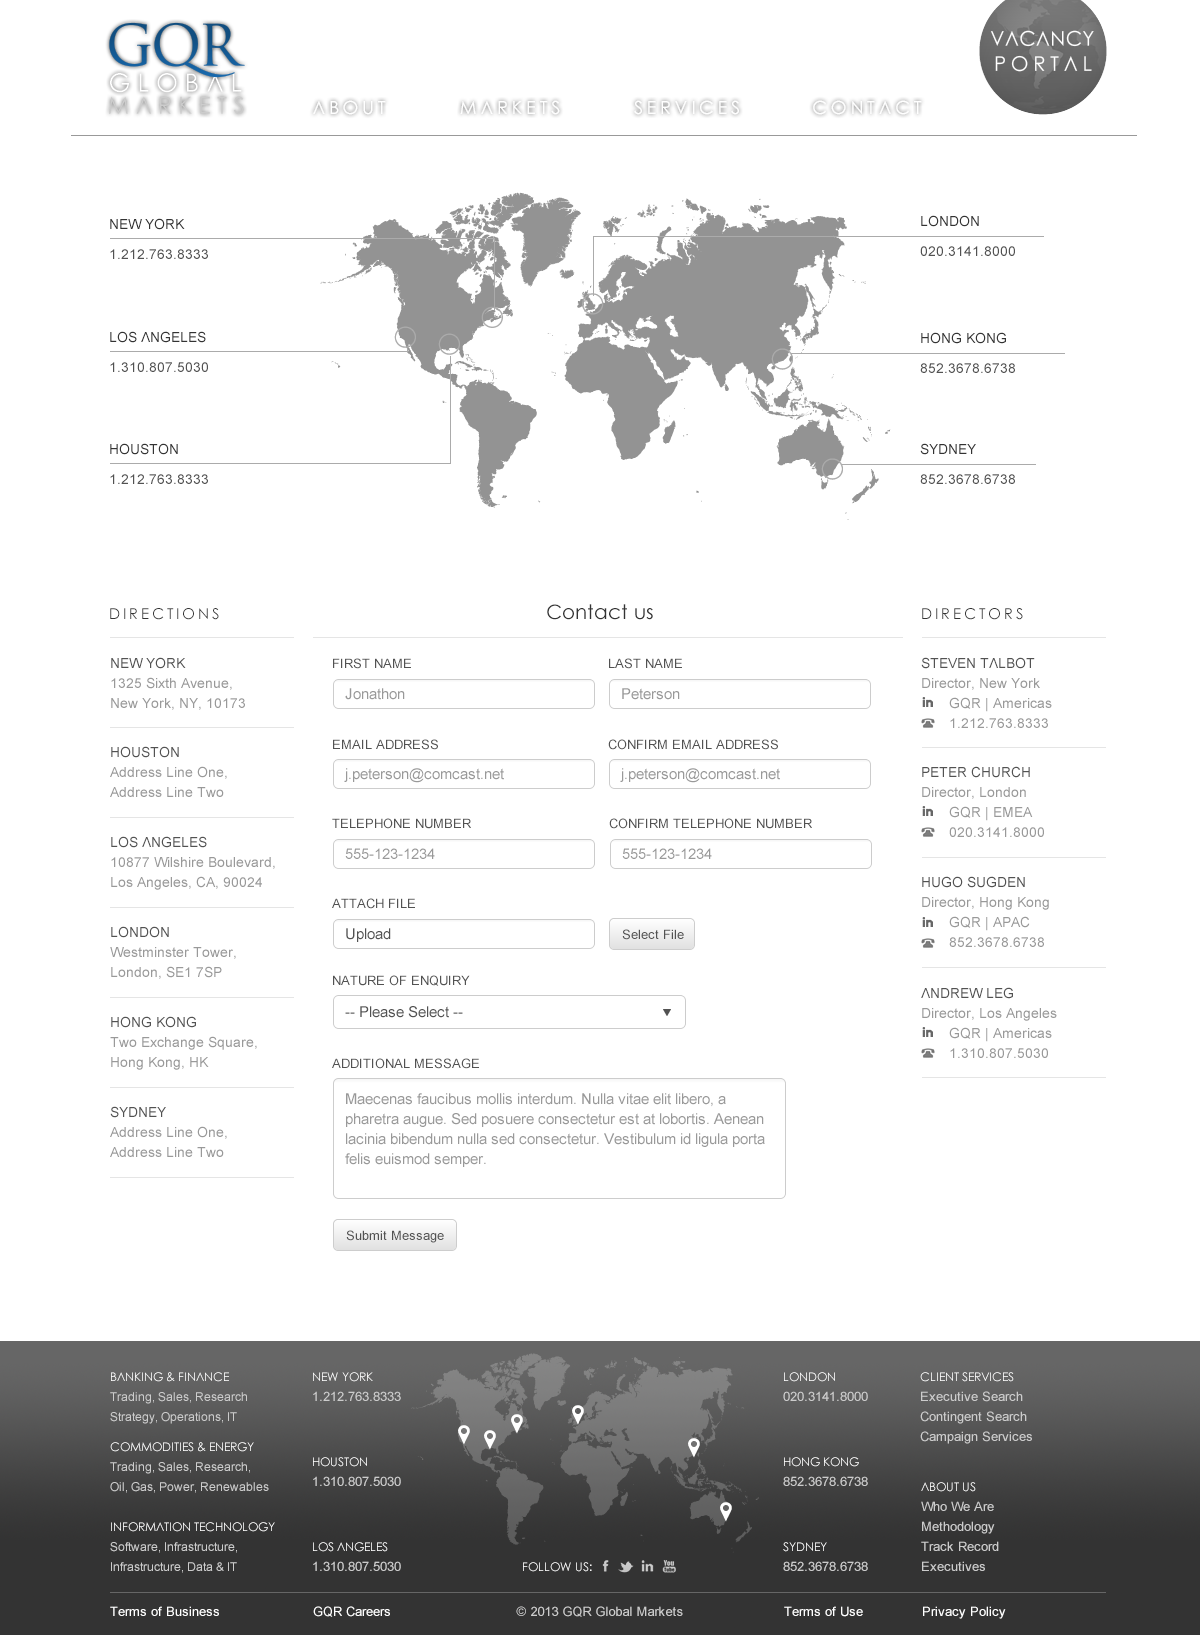 GQR
GLOBAL
MARKETS
ABOUT
MARKETS
SERVICES
CONTACT
VACANCY
PORTAL
NEW YORK
1.212.763.8333
LOS ANGELES
1.310.807.5030
HOUSTON
1.212.763.8333
LONDON
020.3141.8000
HONG KONG
852.3678.6738
SYDNEY
852.3678.6738
DIRECTIONS
NEW YORK
1325 Sixth Avenue,
New York, NY, 10173
HOUSTON
Address Line One,
Address Line Two
LOS ANGELES
10877 Wilshire Boulevard,
Los Angeles, CA, 90024
LONDON
Westminster Tower,
London, SE1 7SP
HONG KONG
Two Exchange Square,
Hong Kong, HK
SYDNEY
Address Line One,
Address Line Two
Contact us
FIRST NAME
Jonathon
LAST NAME
Peterson
EMAIL ADDRESS
j.peterson@comcast.net
CONFIRM EMAIL ADDRESS
j.peterson@comcast.net
TELEPHONE NUMBER
555-123-1234
CONFIRM TELEPHONE NUMBER
555-123-1234
ATTACH FILE
Upload
Select File
NATURE OF ENQUIRY
-- Please Select --
ADDITIONAL MESSAGE
Maecenas faucibus mollis interdum. Nulla vitae elit libero, a
pharetra augue. Sed posuere consectetur est at lobortis. Aenean
lacinia bibendum nulla sed consectetur. Vestibulum id ligula porta
felis euismod semper.
Submit Message
DIRECTORS
STEVEN TALBOT
Director, New York
in GQR | Americas
1.212.763.8333
PETER CHURCH
Director, London
in GQR | EMEA
020.3141.8000
HUGO SUGDEN
Director, Hong Kong
in GQR | APAC
852.3678.6738
ANDREW LEG
Director, Los Angeles
in GQR | Americas
1.310.807.5030
BANKING & FINANCE
Trading, Sales, Research
Strategy, Operations, IT
COMMODITIES & ENERGY
Trading, Sales, Research,
Oil, Gas, Power, Renewables
INFORMATION TECHNOLOGY
Software, Infrastructure,
Infrastructure, Data & IT
NEW YORK
1.212.763.8333
HOUSTON
1.310.807.5030
LOS ANGELES
1.310.807.5030
FOLLOW US: f in You Tube
LONDON
020.3141.8000
HONG KONG
852.3678.6738
SYDNEY
852.3678.6738
CLIENT SERVICES
Executive Search
Contingent Search
Campaign Services
ABOUT US
Who We Are
Methodology
Track Record
Executives
Terms of Business
GQR Careers
© 2013 GQR Global Markets
Terms of Use
Privacy Policy